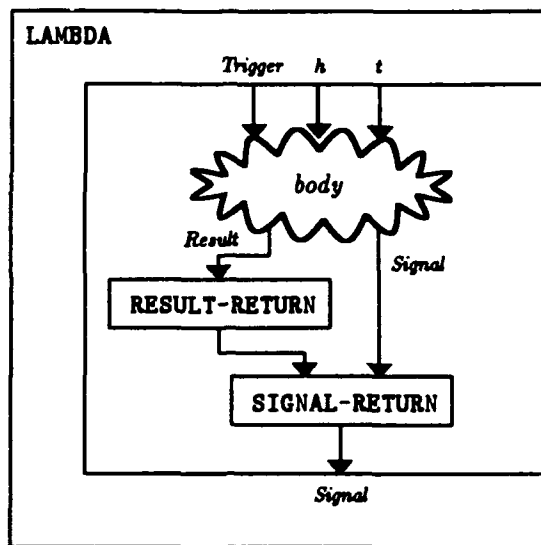 LAMBDA
Trigger h t
body
Result
Signal
RESULT-RETURN
SIGNAL-RETURN
Signal